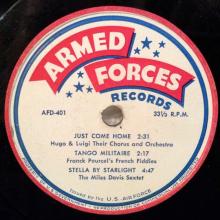 ARMED
FORCES
RECORDS
AFD-401
33⅓ R.P.M.
JUST COME HOME 2:31
Hugo & Luigi Their Chorus and Orchestra
TANGO MILITAIRE 2:17
Franck Pourcel's French Fiddles
STELLA BY STARLIGHT 4:47
The Miles Davis Sextet
Issued by the U.S. AIR FORCE